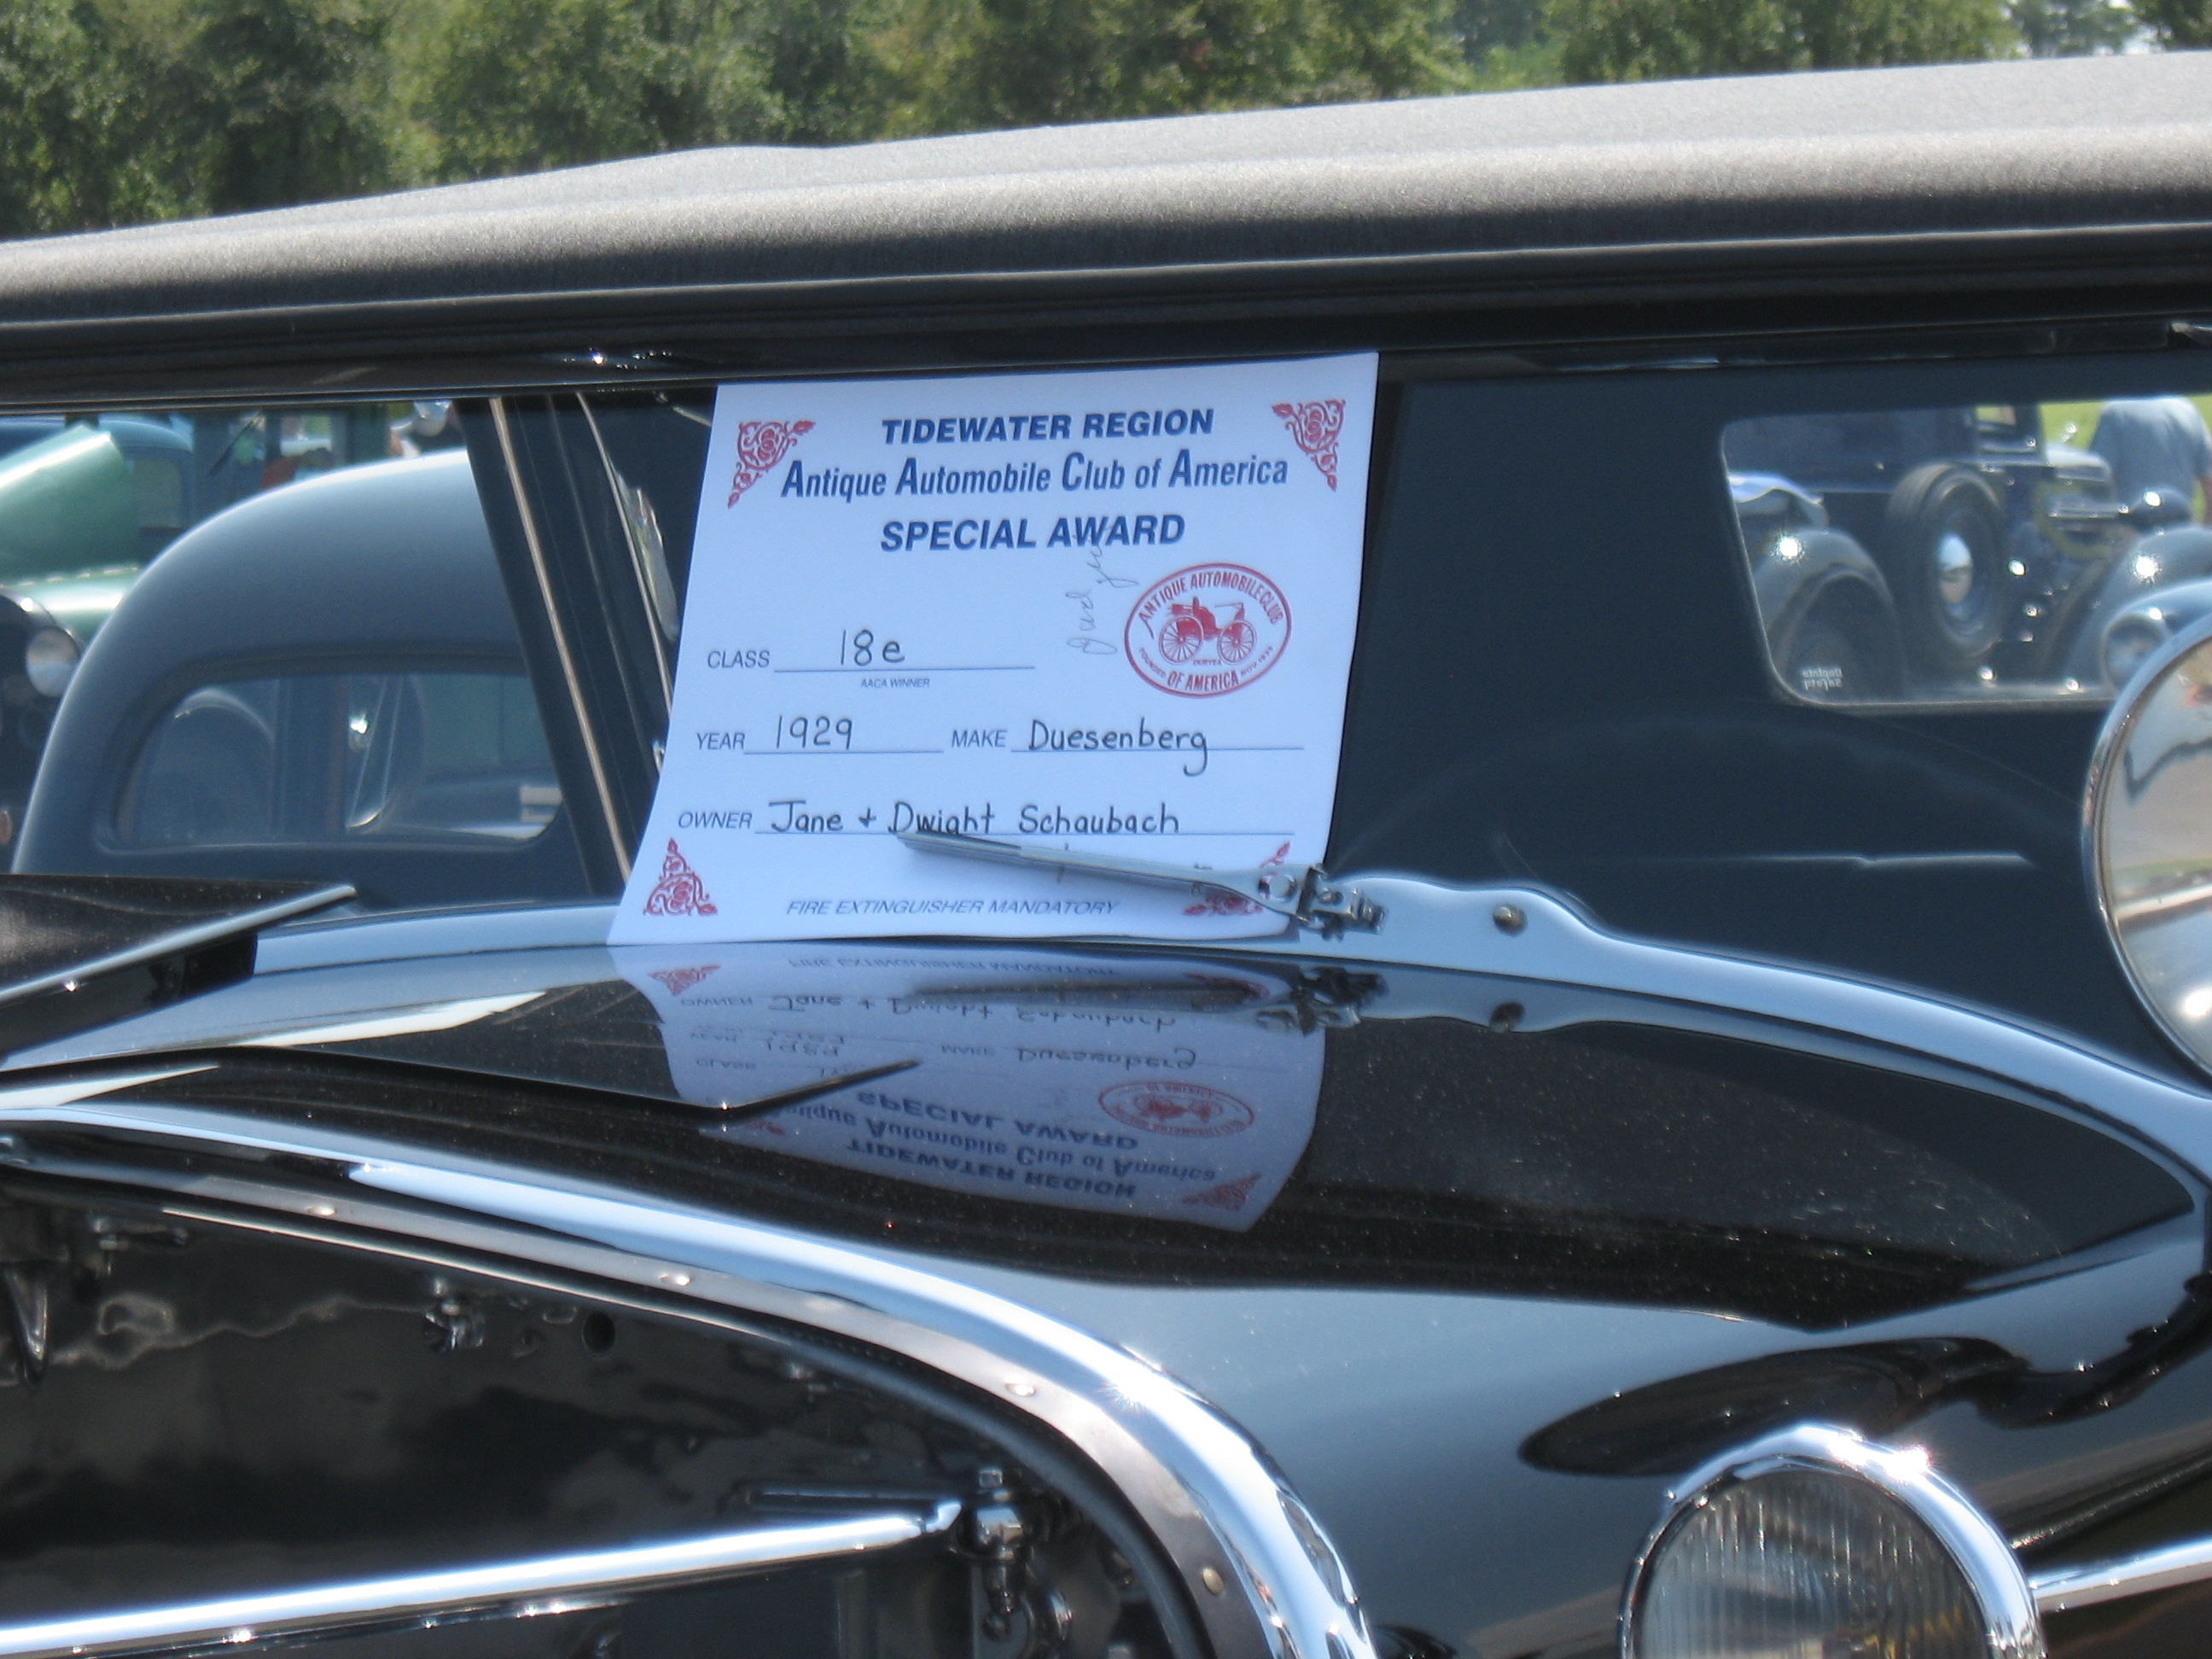 TIDEWATER REGION
Antique Automobile Club of America
SPECIAL AWARD
ANTIQUE AUTOMOBILE CLUB
OF AMERICA
CLASS 18e
AACA WINNER
YEAR 1929 MAKE Duesenberg
OWNER Jane + Dwight Schaubach
FIRE EXTINGUISHER MANDATORY